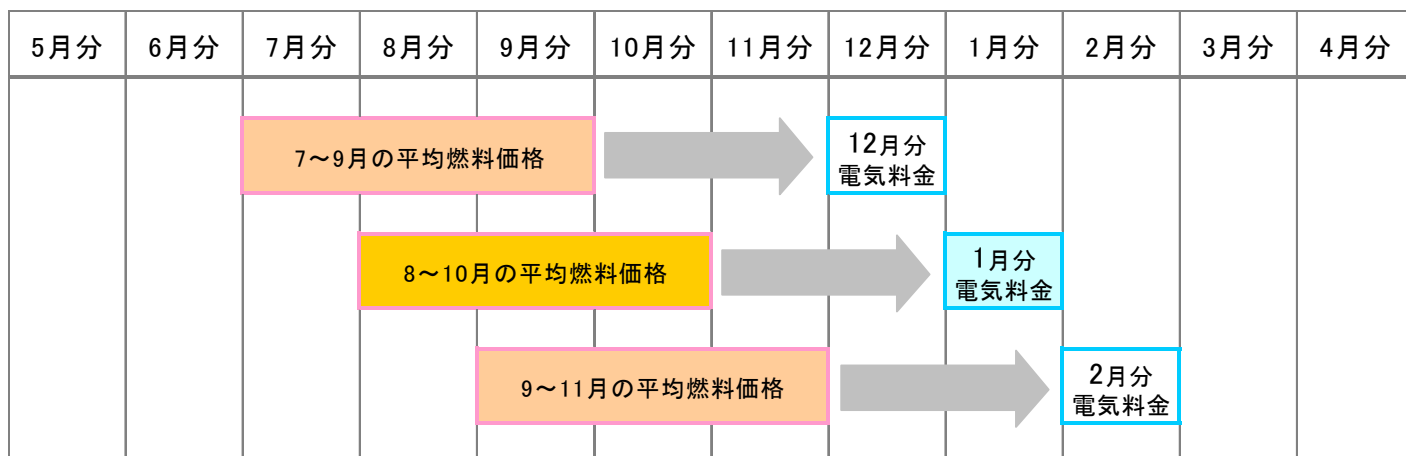 5月分 6月分 7月分 8月分 9月分 10月分 11月分 12月分 1月分 2月分 3月分 4月分
7～9月の平均燃料価格
12月分
電気料金
8～10月の平均燃料価格
1月分
電気料金
9～11月の平均燃料価格
2月分
電気料金